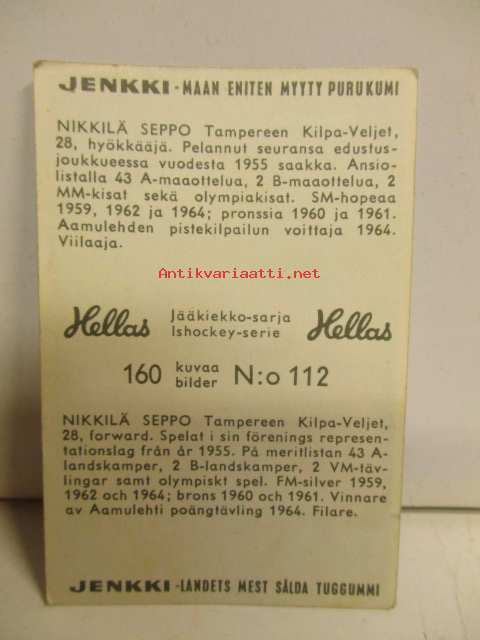 JENKKI - MAAN ENITEN MYYTY PURUKUMI
NIKKILÄ SEPPO Tampereen Kilpa-Veljet,
28, hyökkääjä. Pelannut seuransa edustus-
joukkueessa vuodesta 1955 saakka. Ansio-
listalla 43 A-maaottelua, 2 B-maaottelua, 2
MM-kisat sekä olympiakisat. SM-hopeaa
1959, 1962 ja 1964; pronssia 1960 ja 1961.
Aamulehden pistekilpailun voittaja 1964.
Viilaaja.
Antikvariaatti.net
Hellas Jääkiekko-sarja Hellas
Ishockey-serie
160 kuvaa N:o 112
bilder
NIKKILÄ SEPPO Tampereen Kilpa-Veljet,
28, forward. Spelat i sin förenings represen-
tationslag från år 1955. På meritlistan 43 A-
landskamper, 2 B-landskamper, 2 VM-täv-
lingar samt olympiskt spel. FM-silver 1959,
1962 och 1964; brons 1960 och 1961. Vinnare
av Aamulehti poängtävling 1964. Filare.
JENKKI - LANDETS MEST SÅLDA TUGGUMMI